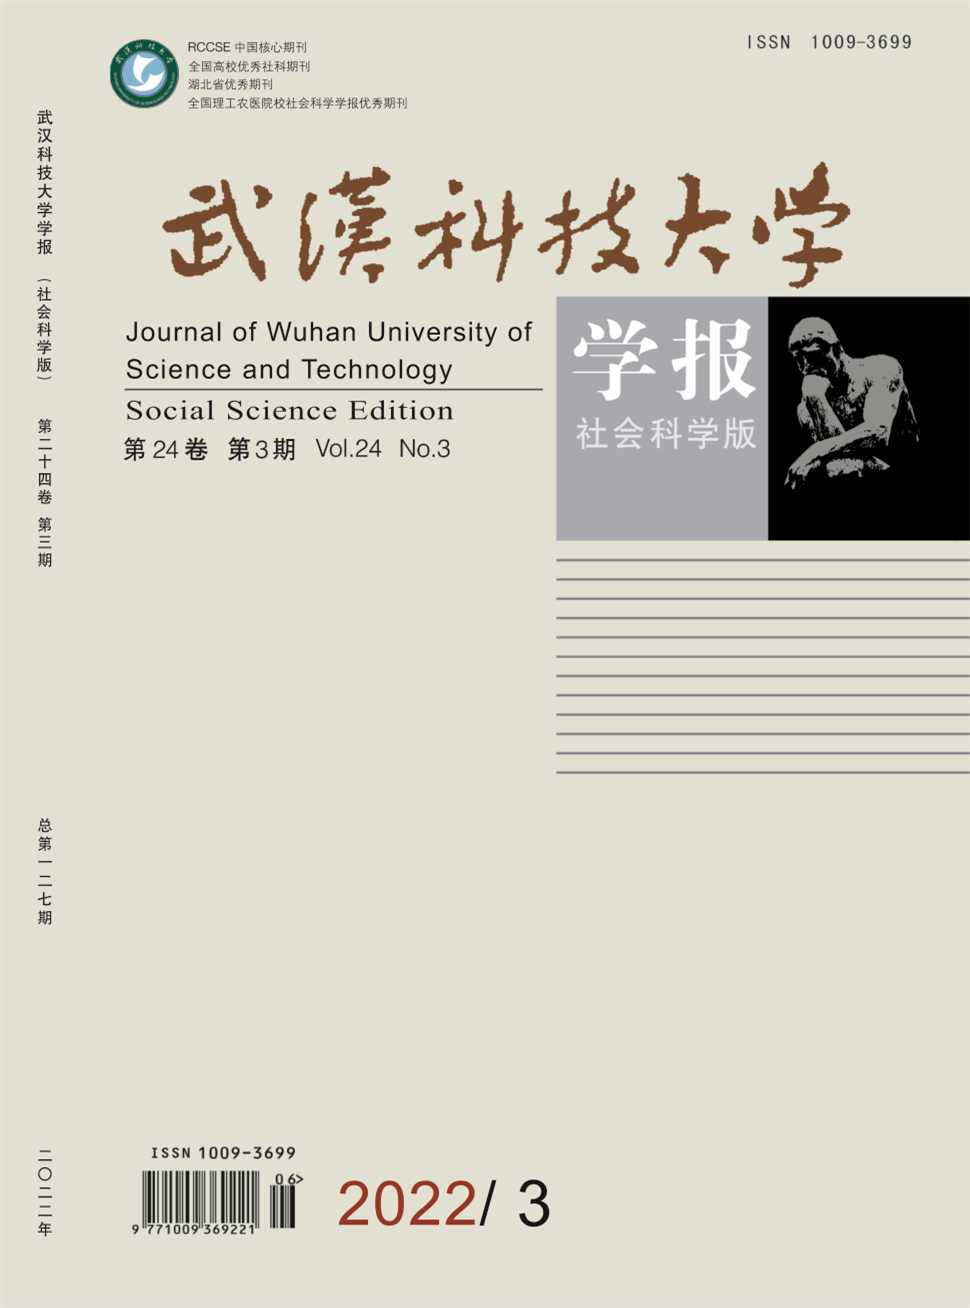 RCCSE 中国核心期刊
全国高校优秀社科期刊
湖北省优秀期刊
全国理工农医院校社会科学学报优秀期刊
ISSN 1009-3699
武漢科技大学
Journal of Wuhan University of
Science and Technology
Social Science Edition
第24卷 第3期 Vol.24 No.3
学报
社会科学版
武汉科技大学学报 （社会科学版） 第二十四卷 第三期
总第一二七期
二〇二二年
ISSN 1009-3699
06>
9 771009 369221
2022/ 3